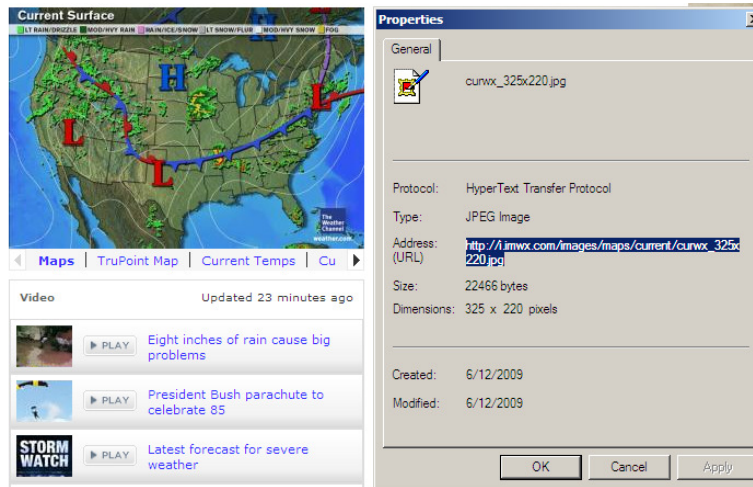 Current Surface
LT RAIN/DRIZZLE MOD/HVY RAIN RAIN/ICE/SNOW LT SNOW/FLUR MOD/HVY SNOW FOG
H
H
L
L
L
The
Weather
Channel
weather.com
Maps | TruPoint Map | Current Temps | Cu
Video Updated 23 minutes ago
PLAY Eight inches of rain cause big
problems
PLAY President Bush parachute to
celebrate 85
STORM
WATCH
PLAY Latest forecast for severe
weather
Properties
General
curwx_325x220.jpg
Protocol: HyperText Transfer Protocol
Type: JPEG Image
Address: http://i.imwx.com/images/maps/current/curwx_325x
(URL) 220.jpg
Size: 22466 bytes
Dimensions: 325 x 220 pixels
Created: 6/12/2009
Modified: 6/12/2009
OK Cancel Apply